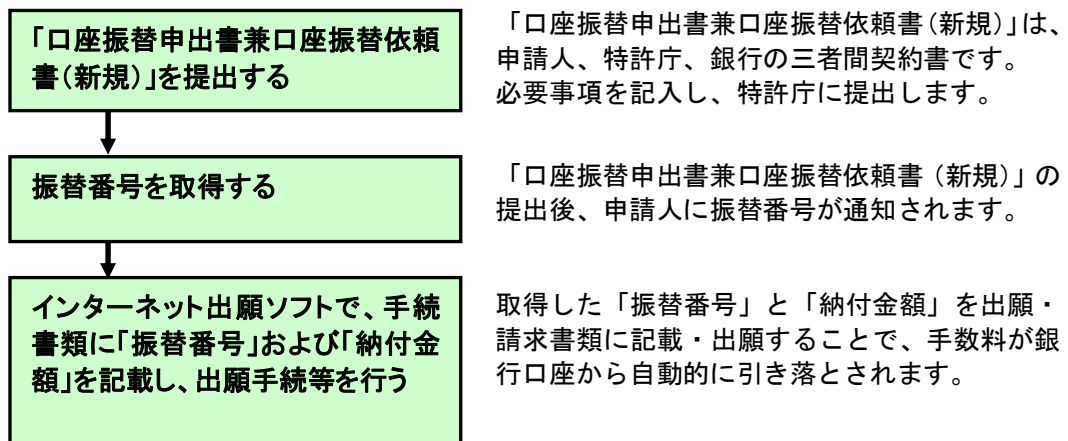 「口座振替申出書兼口座振替依頼
書（新規）」を提出する
「口座振替申出書兼口座振替依頼書（新規）」は、
申請人、特許庁、銀行の三者間契約書です。
必要事項を記入し、特許庁に提出します。
振替番号を取得する
「口座振替申出書兼口座振替依頼書（新規）」の
提出後、申請人に振替番号が通知されます。
インターネット出願ソフトで、手続
書類に「振替番号」および「納付金
額」を記載し、出願手続等を行う
取得した「振替番号」と「納付金額」を出願・
請求書類に記載・出願することで、手数料が銀
行口座から自動的に引き落とされます。